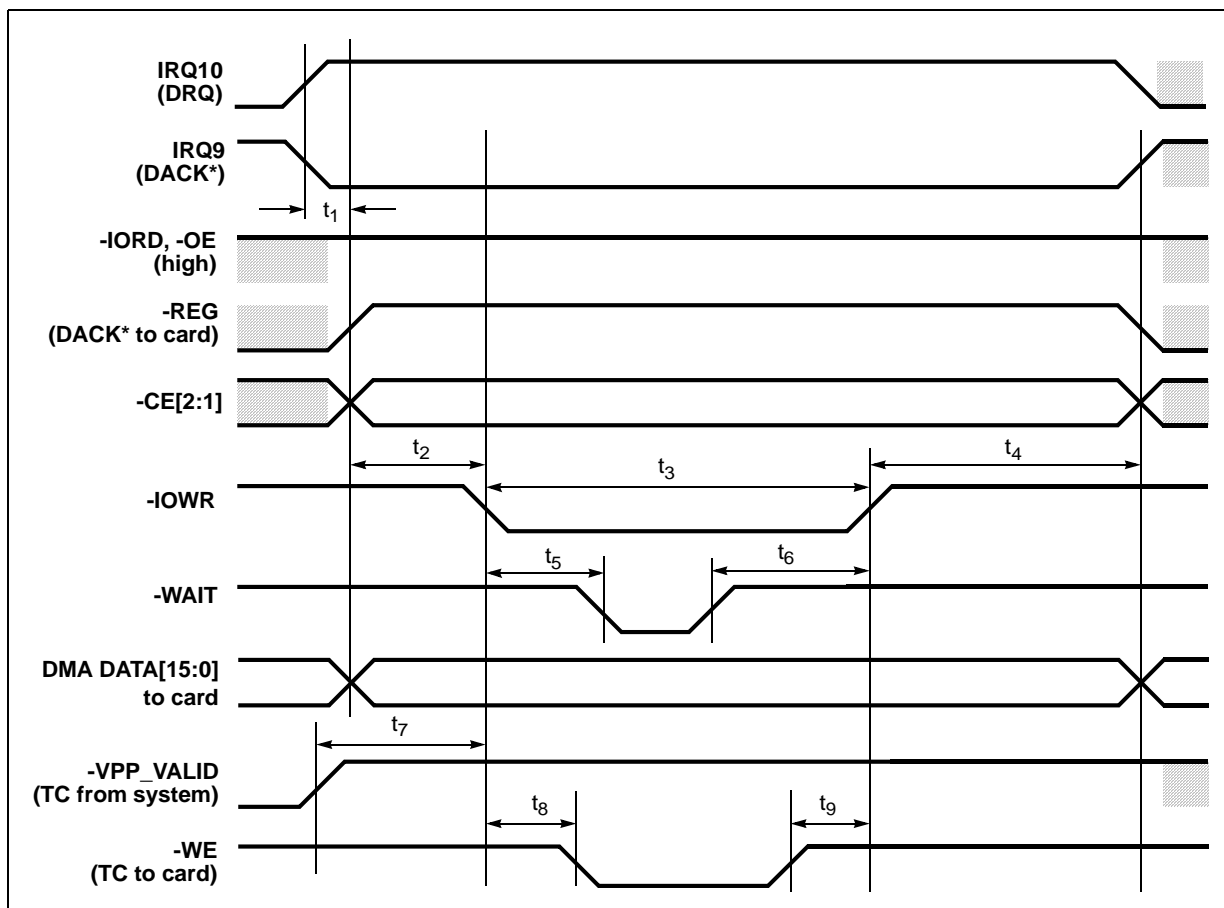 IRQ10
(DRQ)
IRQ9
(DACK*)
t1
-IORD, -OE
(high)
-REG
(DACK* to card)
-CE[2:1]
t2
t3
t4
-IOWR
t5
t6
-WAIT
DMA DATA[15:0]
to card
t7
-VPP_VALID
(TC from system)
t8
t9
-WE
(TC to card)